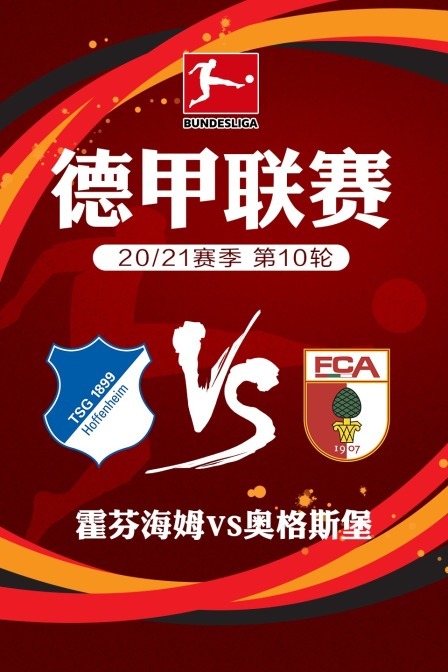 BUNDESLIGA
德甲联赛
20/21赛季 第10轮
VS
TSG 1899
Hoffenheim
FCA
1907
霍芬海姆VS奥格斯堡